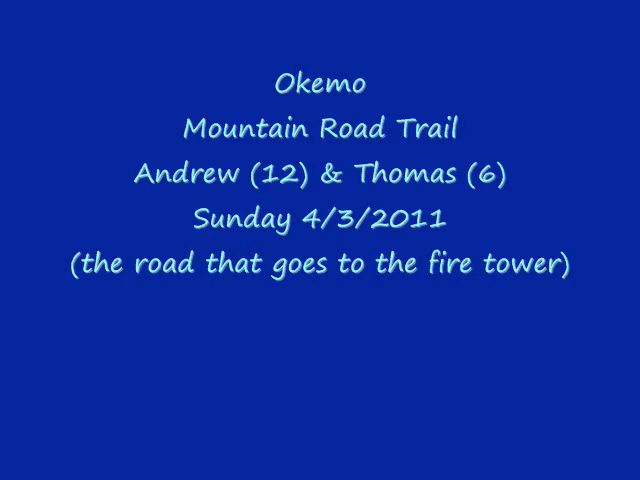 Okemo
Mountain Road Trail
Andrew (12) & Thomas (6)
Sunday 4/3/2011
(the road that goes to the fire tower)